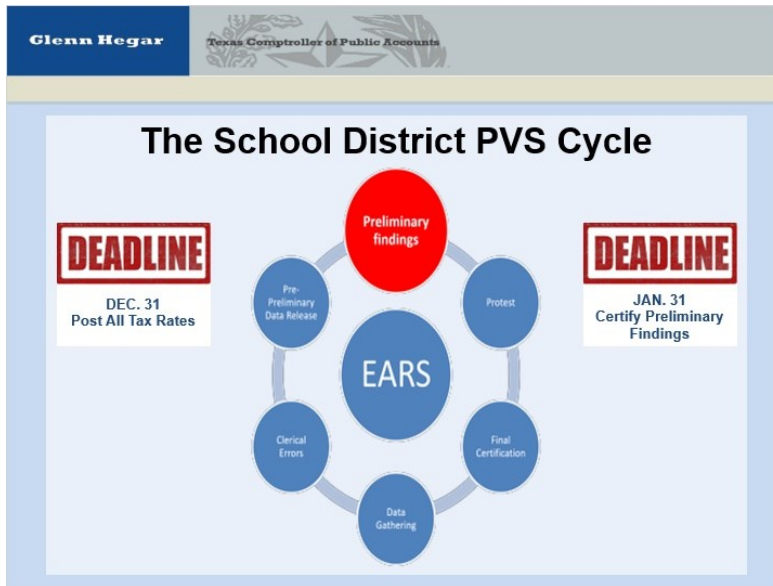 Glenn Hegar
Texas Comptroller of Public Accounts
The School District PVS Cycle
DEADLINE
DEC. 31
Post All Tax Rates
Preliminary
findings
Pre-
Preliminary
Data Release
Protest
EARS
Clerical
Errors
Final
Certification
Data
Gathering
DEADLINE
JAN. 31
Certify Preliminary
Findings